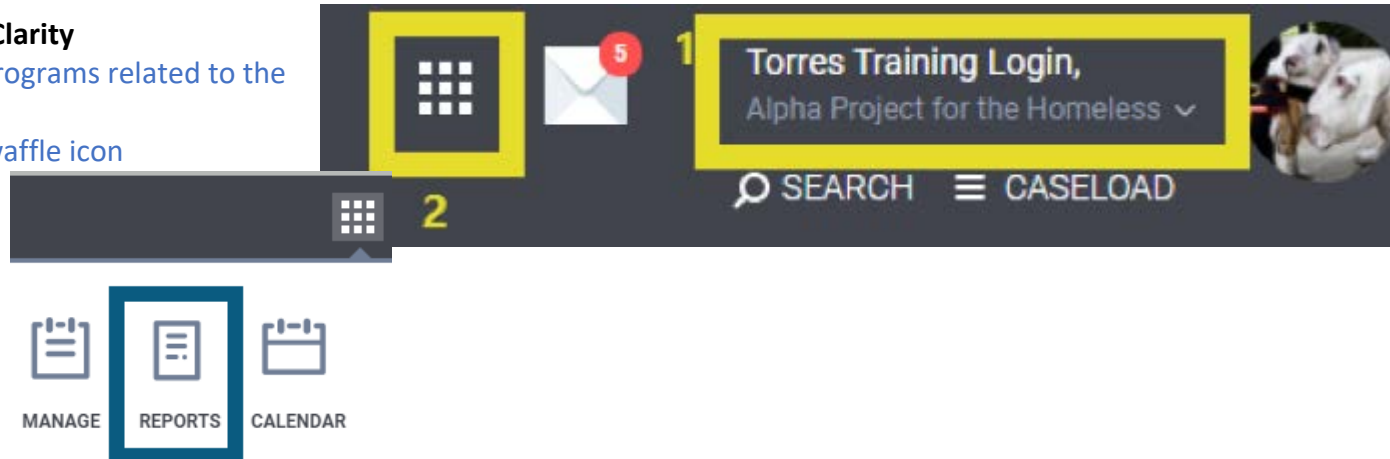 Clarity
rograms related to the
waffle icon
5
1
Torres Training Login,
Alpha Project for the Homeless
2
SEARCH
CASELOAD
MANAGE
REPORTS
CALENDAR